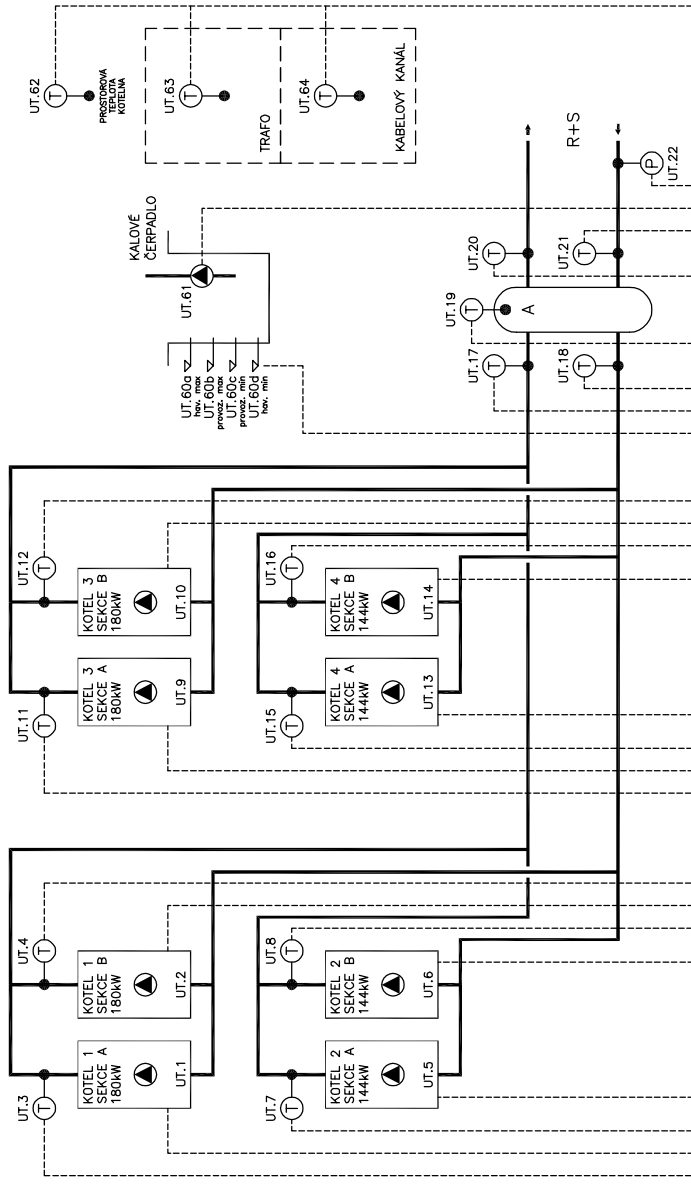 UT.62
T
PROSTOROVÁ
TEPLOTA
KOTELNA
UT.63
T
TRAFO
UT.64
T
KABELOVÝ KANÁL
KALOVÉ
ČERPADLO
UT.61
UT.60a
hav. max
UT.60b
provoz. max
UT.60c
provoz. min
UT.60d
hav. min
R+S
UT.20
T
UT.21
T
P
UT.22
UT.19
T
A
UT.17
T
UT.18
T
UT.12
T
KOTEL 3
SEKCE B
180kW
UT.10
KOTEL 3
SEKCE A
180kW
UT.9
UT.11
T
UT.16
T
KOTEL 4
SEKCE B
144kW
UT.14
KOTEL 4
SEKCE A
144kW
UT.13
UT.15
T
UT.4
T
KOTEL 1
SEKCE B
180kW
UT.2
KOTEL 1
SEKCE A
180kW
UT.1
UT.3
T
UT.8
T
KOTEL 2
SEKCE B
144kW
UT.6
KOTEL 2
SEKCE A
144kW
UT.5
UT.7
T